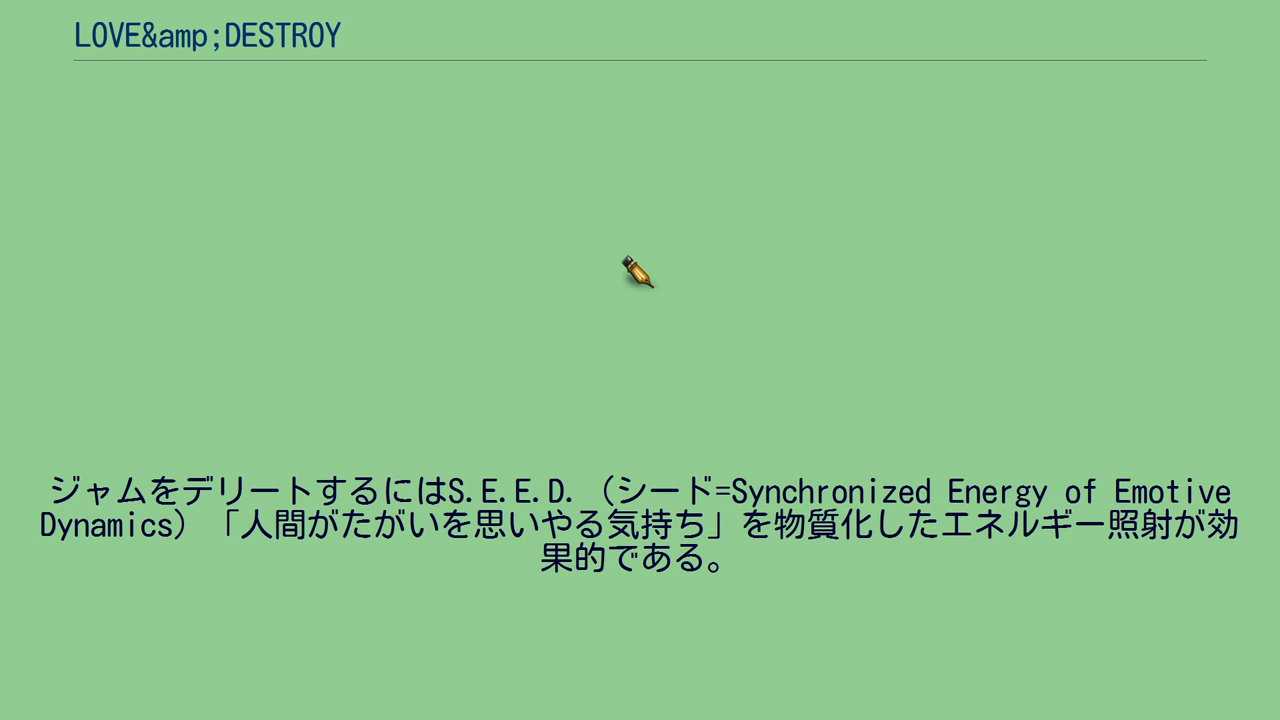 LOVE&amp;DESTROY
ジャムをデリートするにはS.E.E.D.（シード=Synchronized Energy of Emotive
Dynamics）「人間がたがいを思いやる気持ち」を物質化したエネルギー照射が効
果的である。